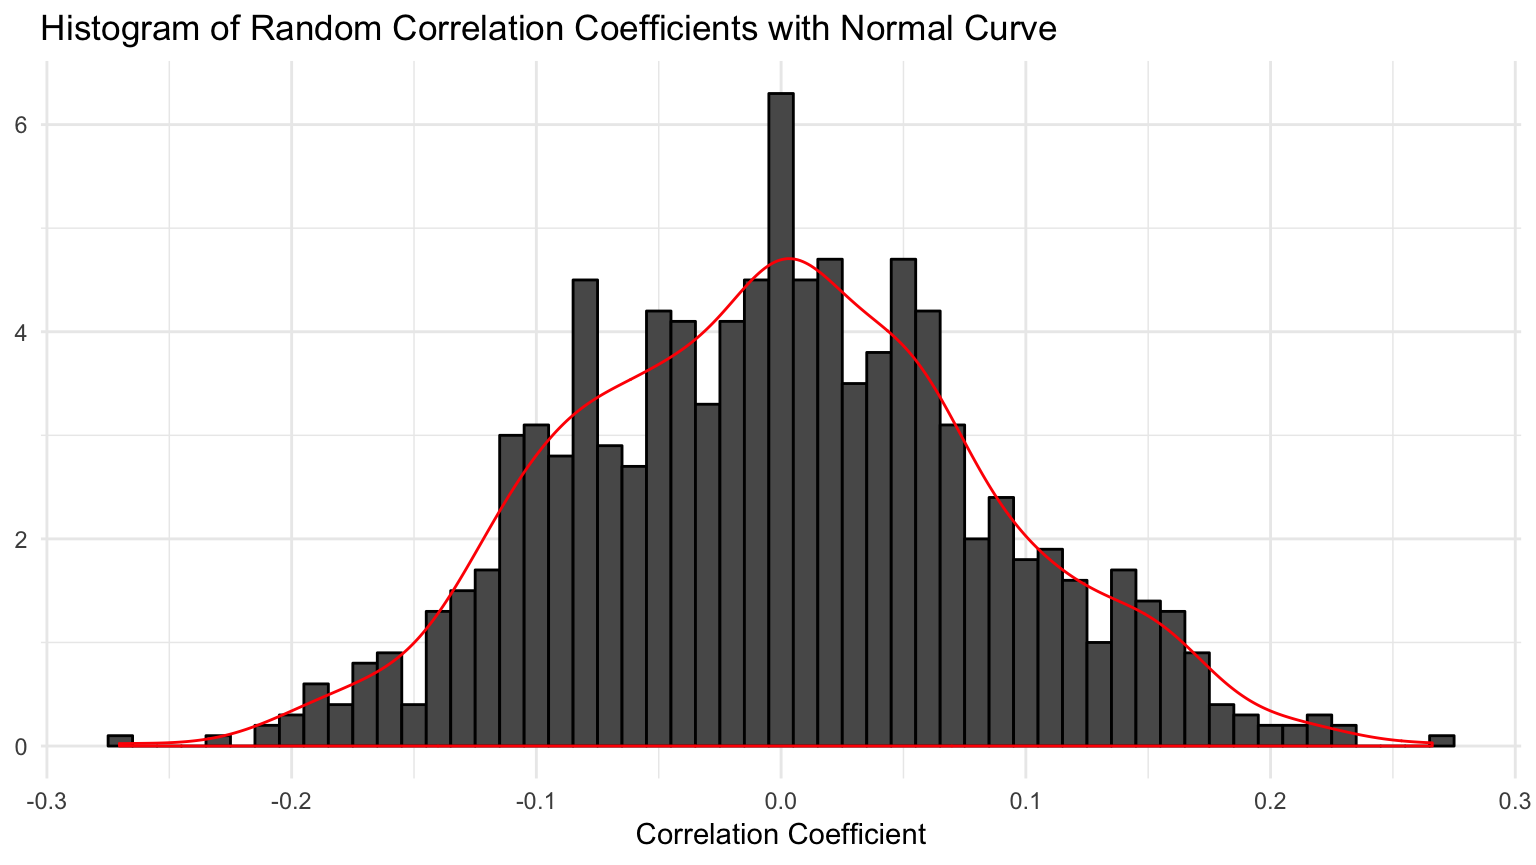 Histogram of Random Correlation Coefficients with Normal Curve
6
4
2
0
-0.3 -0.2 -0.1 0.0 0.1 0.2 0.3
Correlation Coefficient